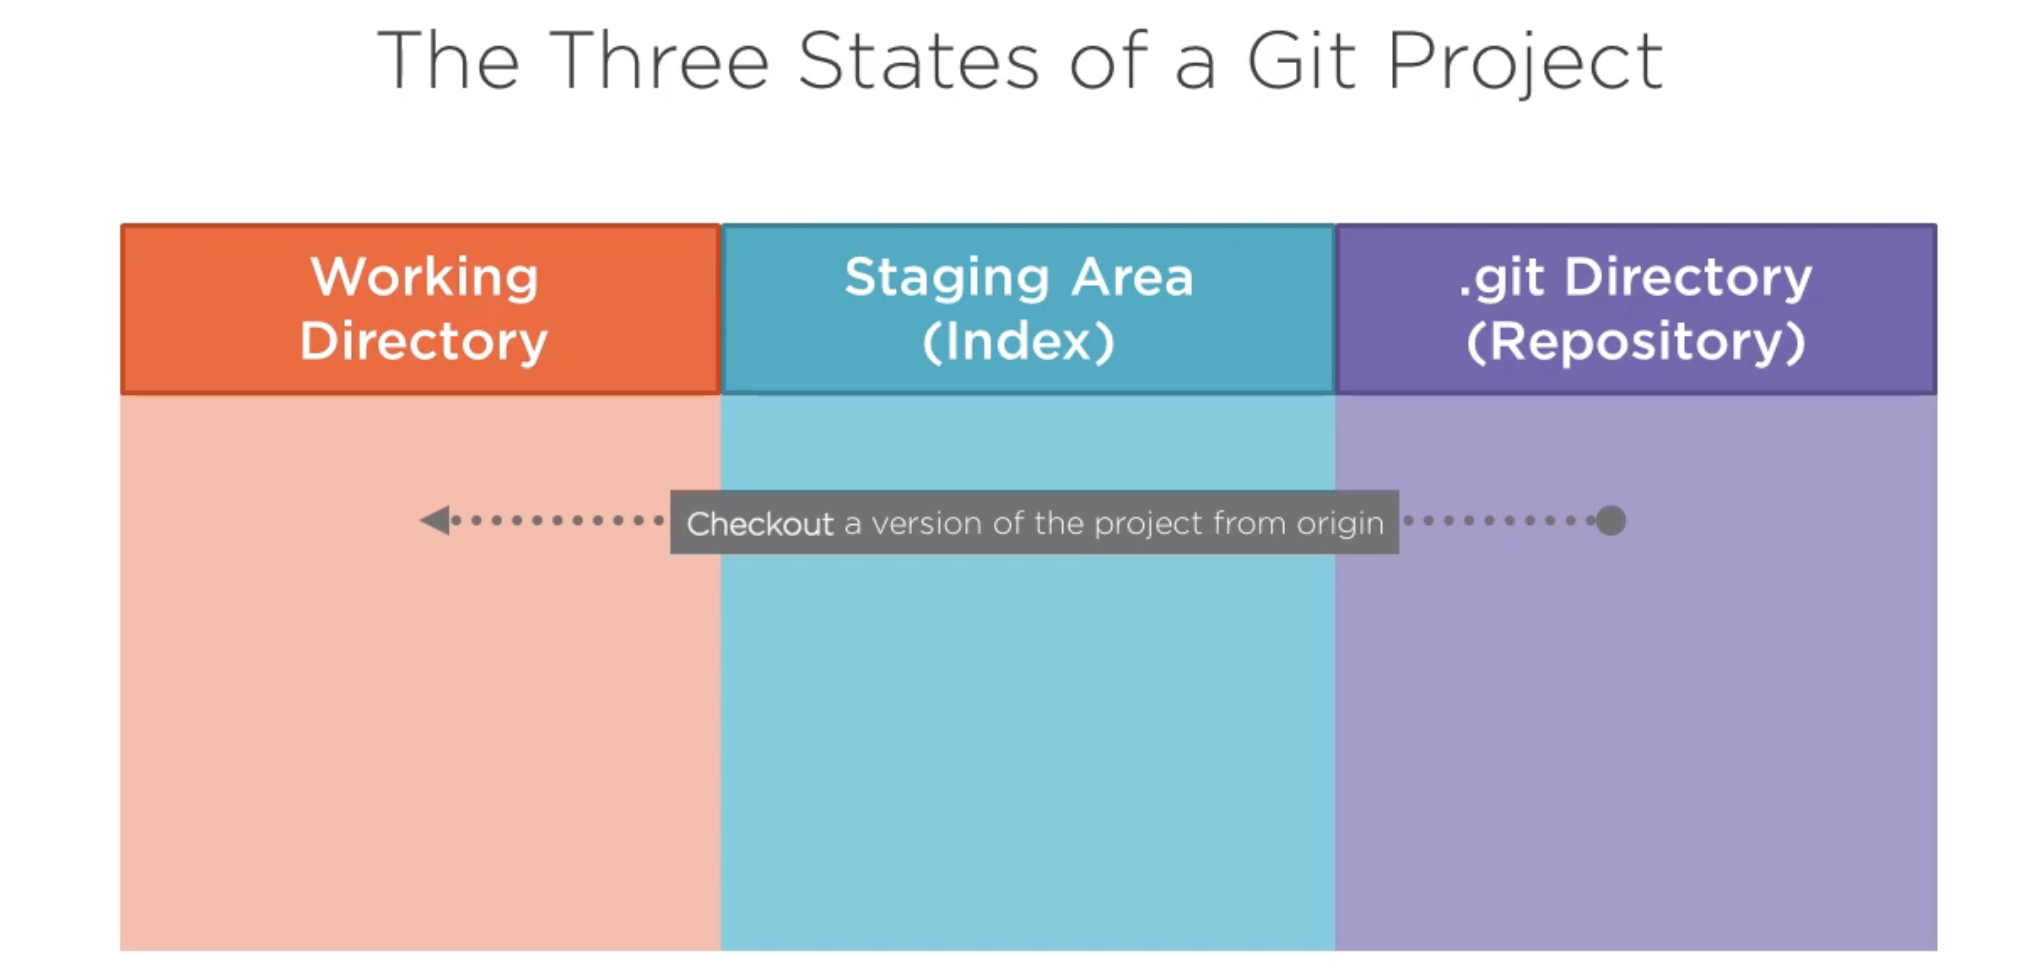 The Three States of a Git Project
Working
Directory
Staging Area
(Index)
.git Directory
(Repository)
Checkout a version of the project from origin